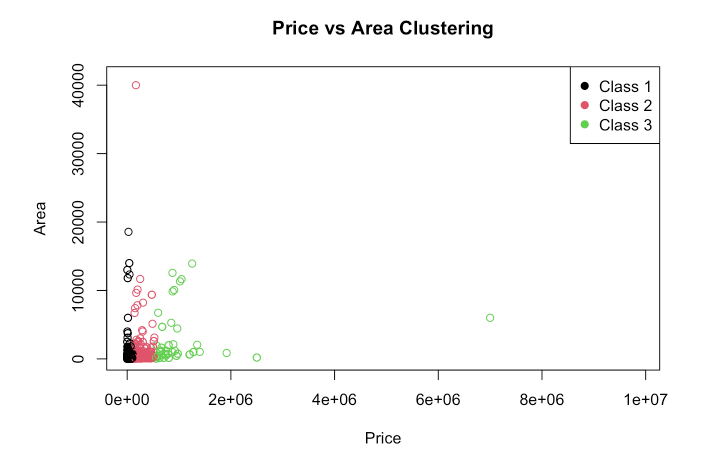 Price vs Area Clustering
Class 1
Class 2
Class 3
40000
30000
20000
10000
0
Area
0e+00 2e+06 4e+06 6e+06 8e+06 1e+07
Price